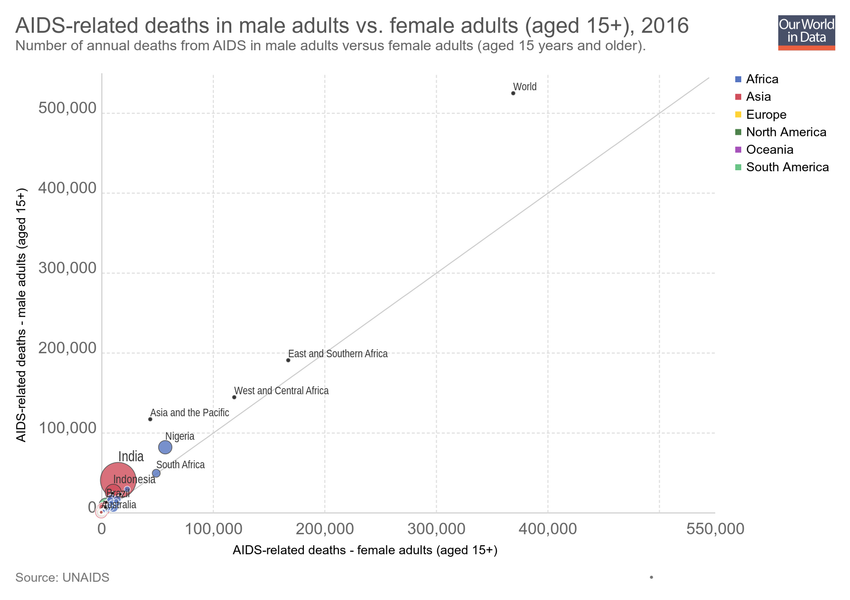 AIDS-related deaths in male adults vs. female adults (aged 15+), 2016
Number of annual deaths from AIDS in male adults versus female adults (aged 15 years and older).
Our World
in Data
Africa
Asia
Europe
North America
Oceania
South America
AIDS-related deaths - male adults (aged 15+)
500,000
400,000
300,000
200,000
100,000
0
World
East and Southern Africa
West and Central Africa
Asia and the Pacific
Nigeria
South Africa
India
Indonesia
Brazil
Australia
0
100,000
200,000
300,000
400,000
550,000
AIDS-related deaths - female adults (aged 15+)
Source: UNAIDS